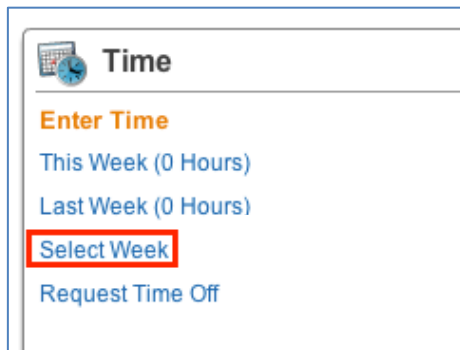 Time
Enter Time
This Week (0 Hours)
Last Week (0 Hours)
Select Week
Request Time Off